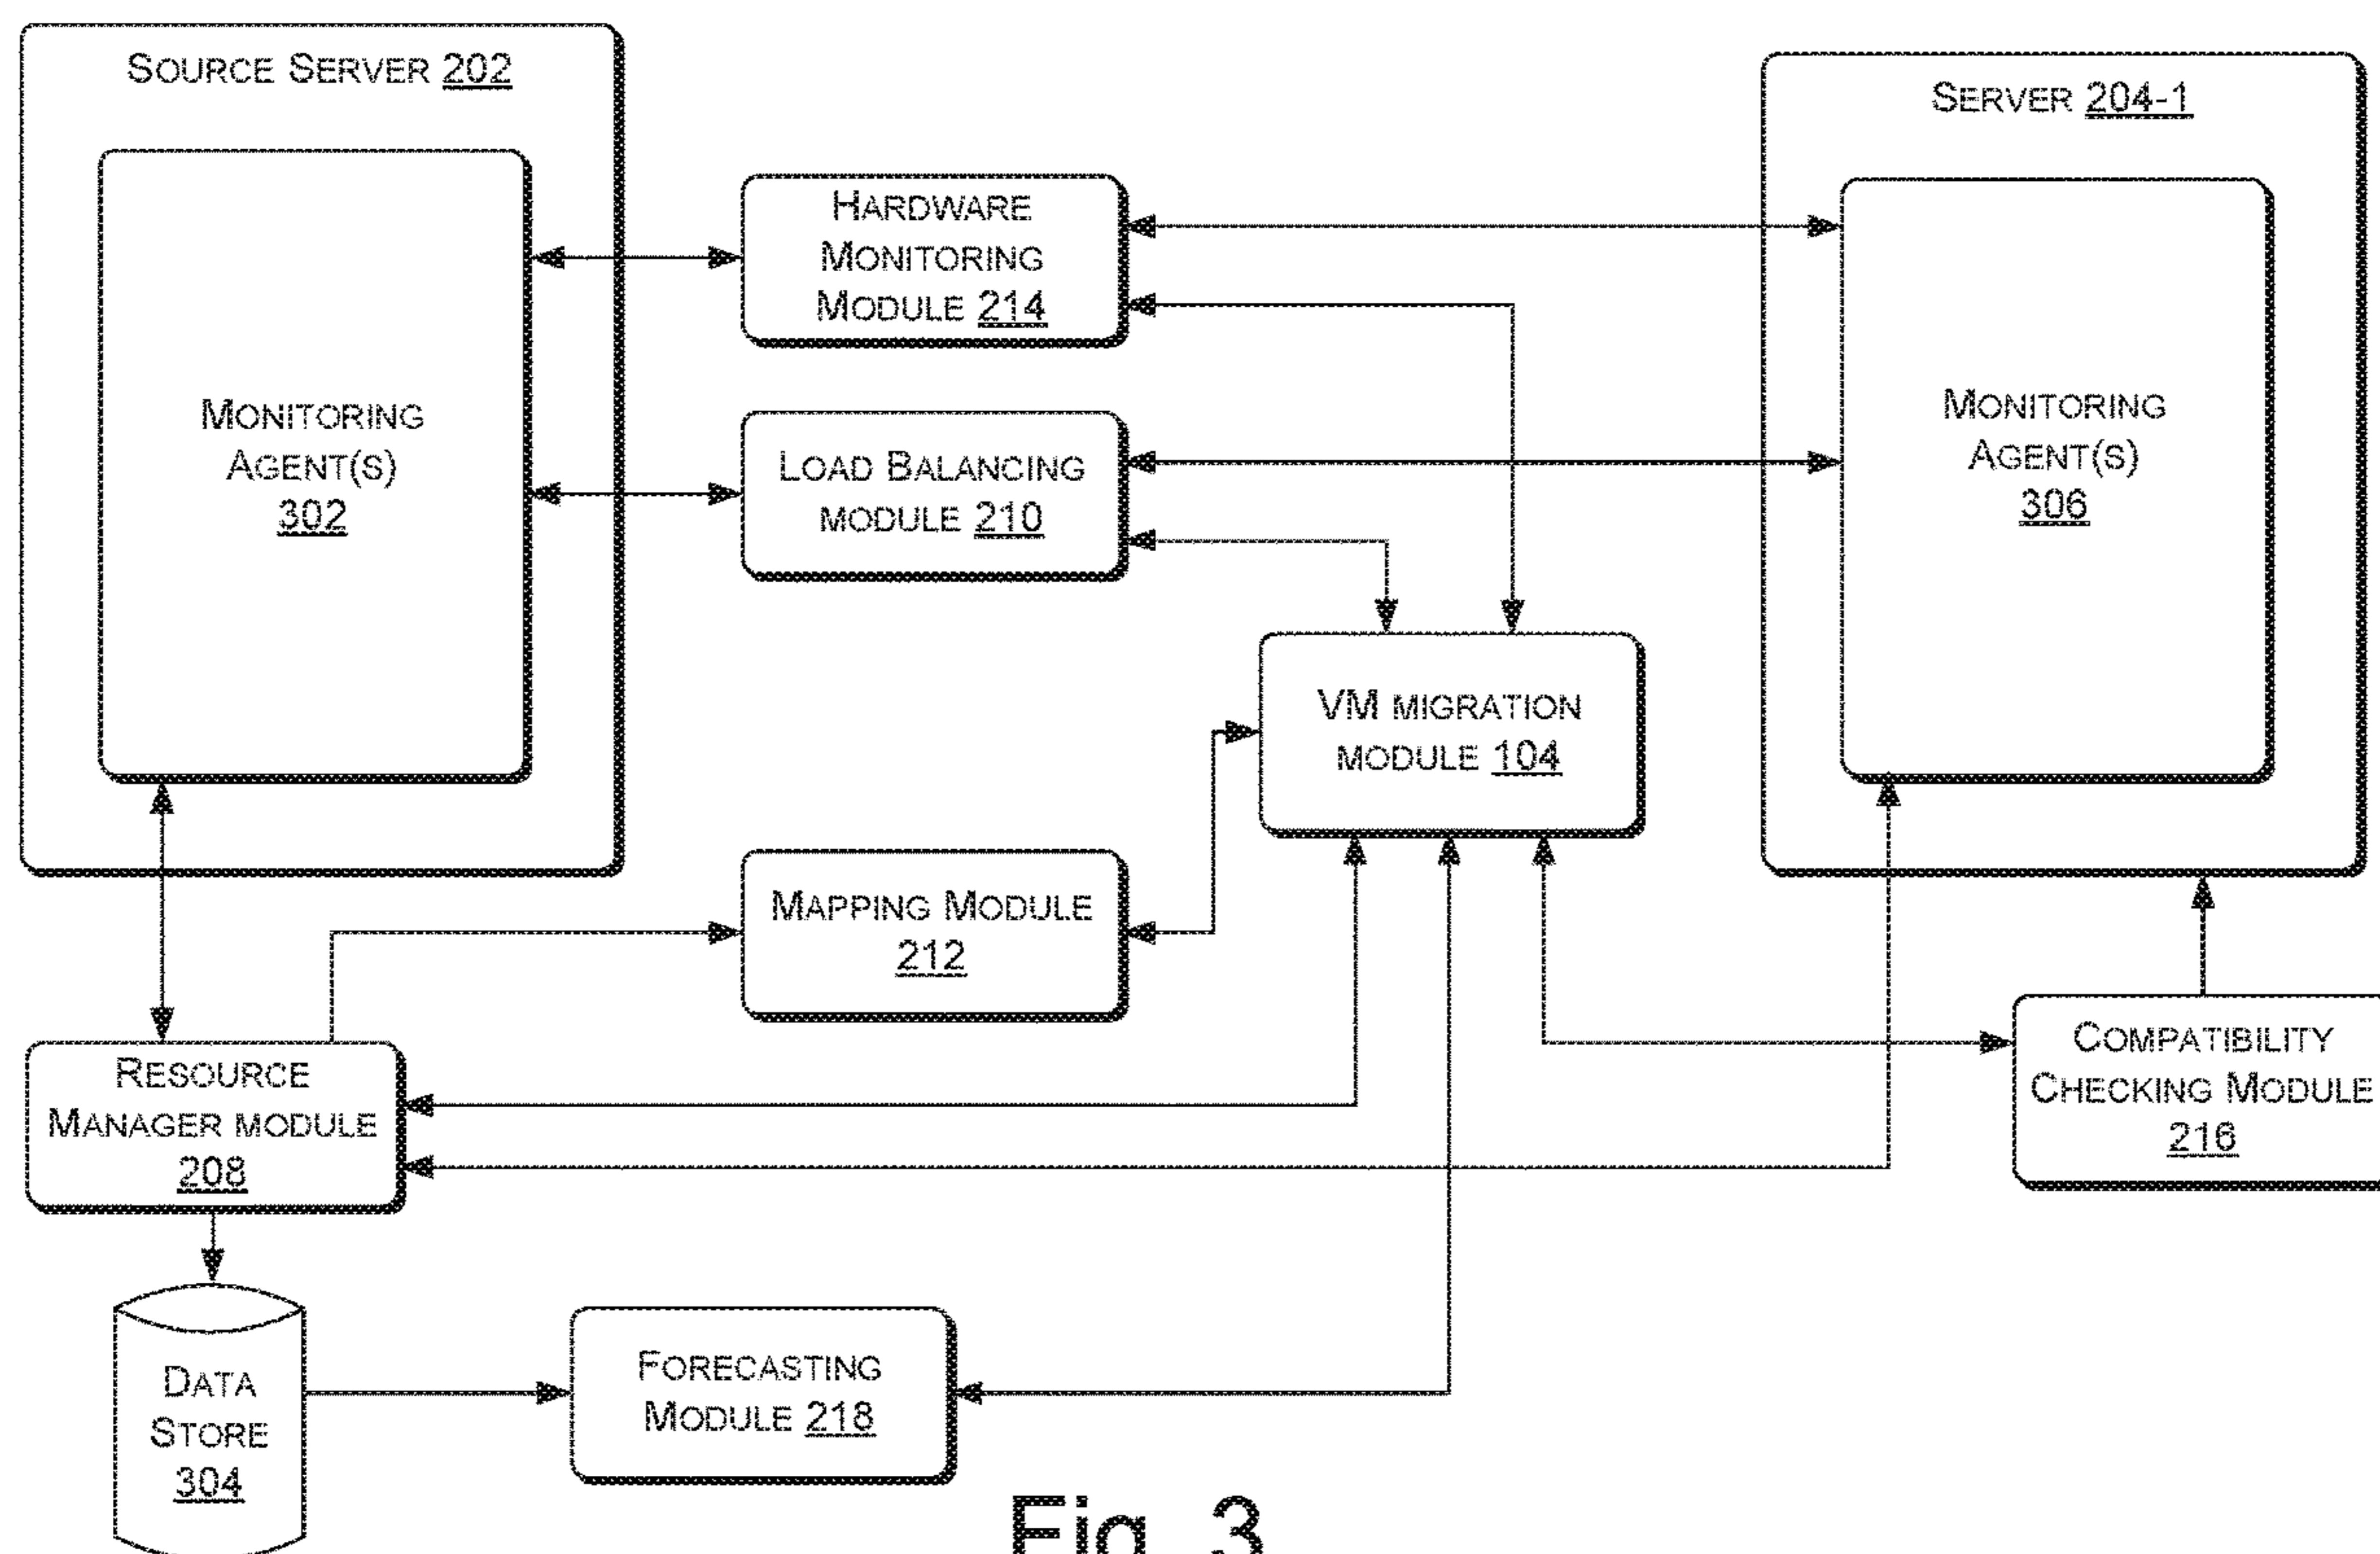 SOURCE SERVER 202
SERVER 204-1
HARDWARE
MONITORING
MODULE 214
MONITORING
AGENT(S)
302
LOAD BALANCING
MODULE 210
MONITORING
AGENT(S)
306
VM MIGRATION
MODULE 104
MAPPING MODULE
212
RESOURCE
MANAGER MODULE
208
COMPATIBILITY
CHECKING MODULE
216
DATA
STORE
304
FORECASTING
MODULE 218
Fig. 3